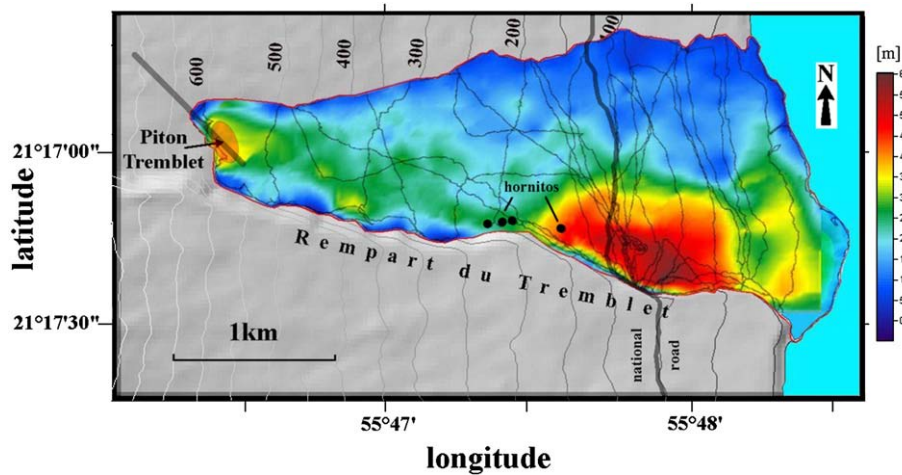 600
500
400
300
200
100
[m]
N
Piton
Tremblet
21°17'00"
hornitos
latitude
Rempart du Tremblet
21°17'30"
1km
national
road
55°47'
55°48'
longitude